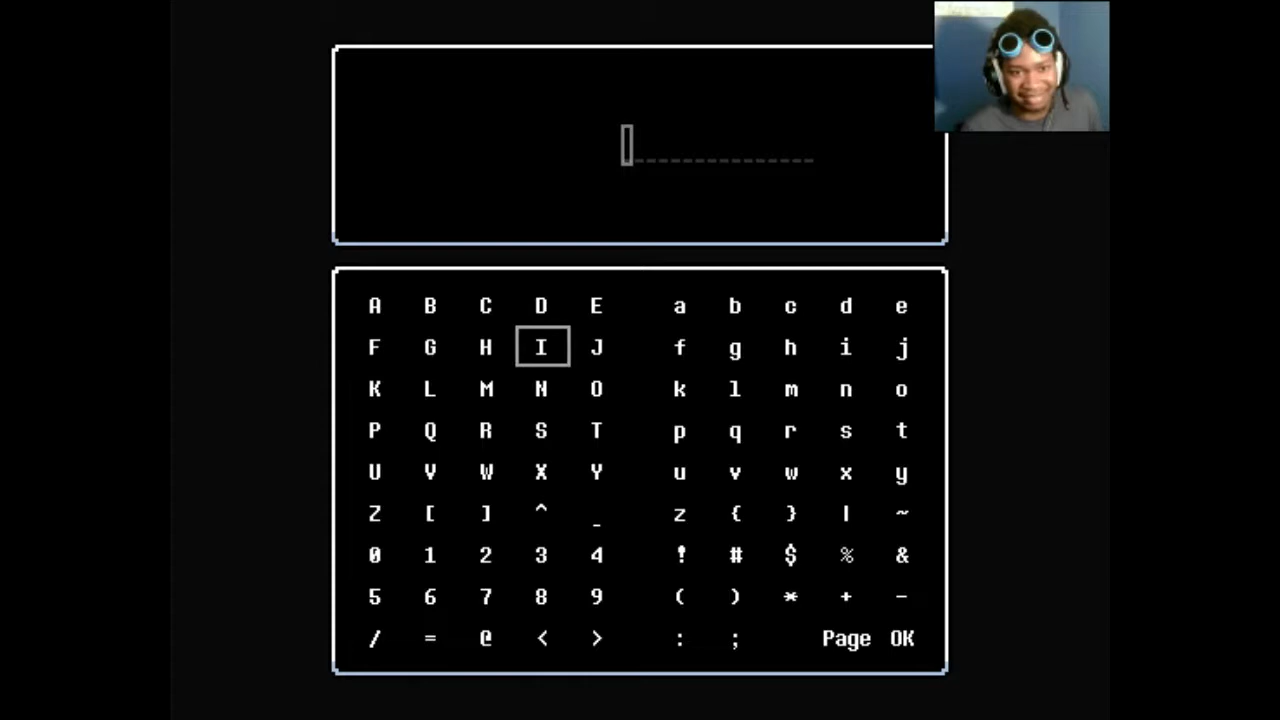 A B C D E a b c d e
F G H I J f g h i j
K L M N O k l m n o
P Q R S T p q r s t
U V W X Y u v w x y
Z [ ] ^ _ z { } | ~
0 1 2 3 4 ! # $ % &
5 6 7 8 9 ( ) * + -
/ = @ < > : ; Page OK